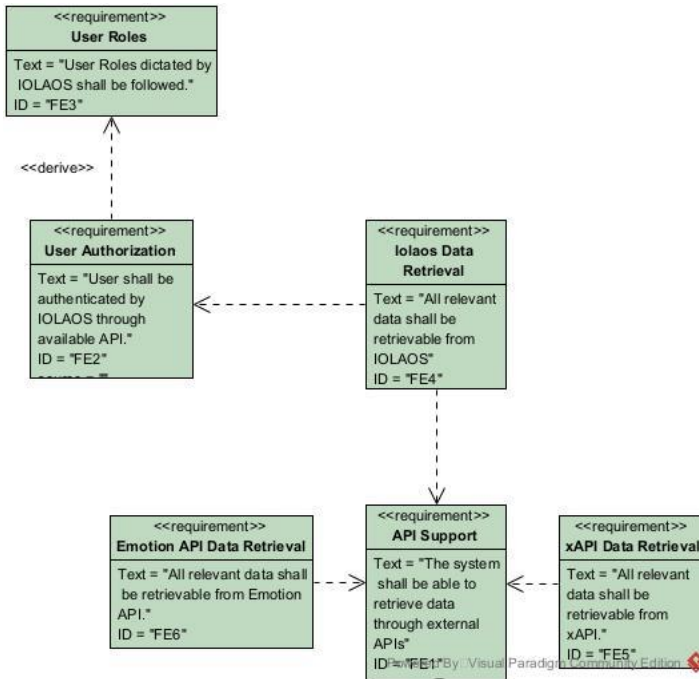 <<requirement>>
User Roles
Text = "User Roles dictated by
IOLAOS shall be followed."
ID = "FE3"
<<derive>>
<<requirement>>
User Authorization
Text = "User shall be
authenticated by
IOLAOS through
available API."
ID = "FE2"
<<requirement>>
Iolaos Data
Retrieval
Text = "All relevant
data shall be
retrievable from
IOLAOS"
ID = "FE4"
<<requirement>>
Emotion API Data Retrieval
Text = "All relevant data shall
be retrievable from Emotion
API."
ID = "FE6"
<<requirement>>
API Support
Text = "The system
shall be able to
retrieve data
through external
APIs"
ID = "FE1"
<<requirement>>
xAPI Data Retrieval
Text = "All relevant
data shall be
retrievable from
xAPI."
ID = "FE5"
Powered By Visual Paradigm Community Edition